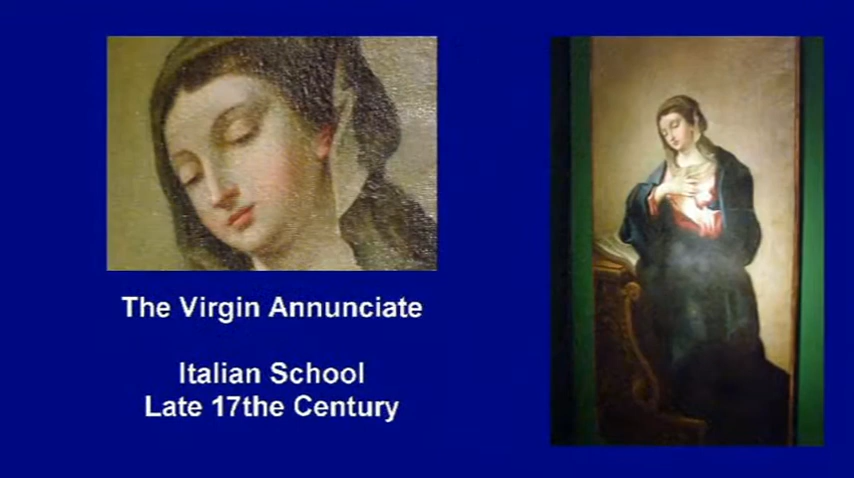 The Virgin Annunciate
Italian School
Late 17the Century